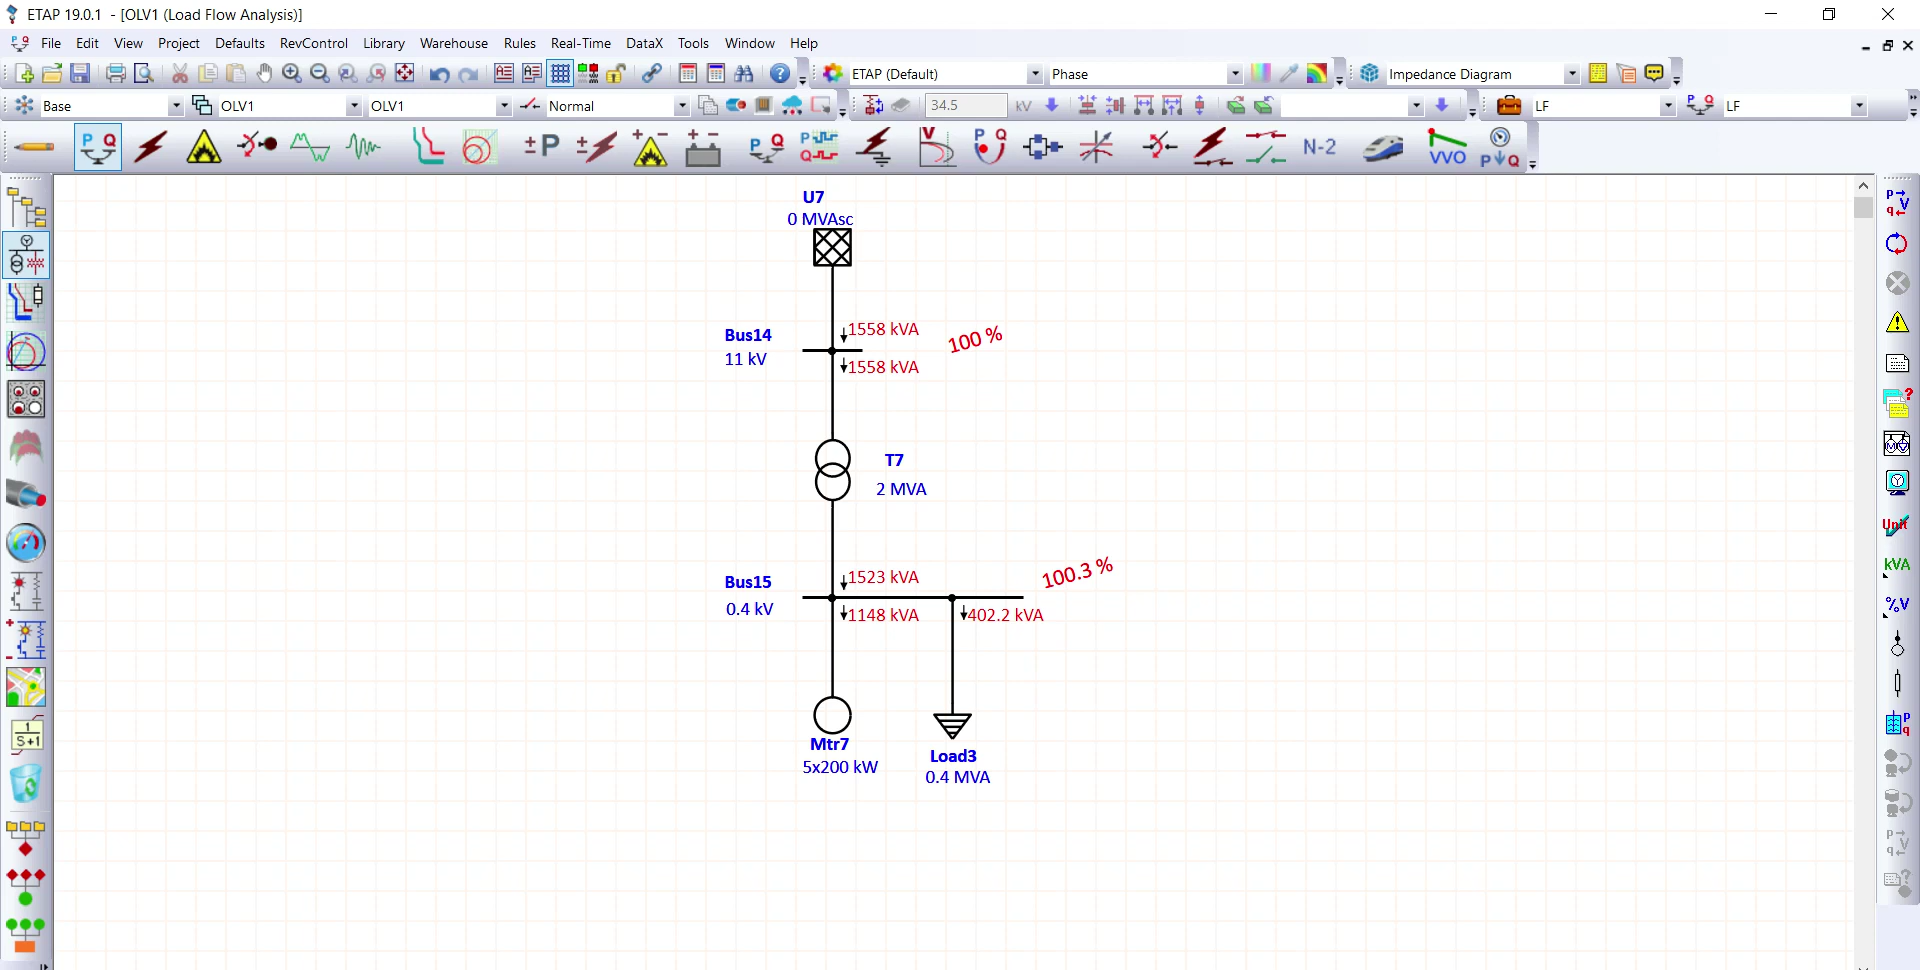 ETAP 19.0.1 - [OLV1 (Load Flow Analysis)]
File Edit View Project Defaults RevControl Library Warehouse Rules Real-Time DataX Tools Window Help
ETAP (Default) Phase Impedance Diagram
Base OLV1 OLV1 Normal 34.5 kV LF LF
P Q ±P P Q P Q V P Q N-2 VVO P Q
U7
0 MVAsc
Bus14
11 kV
1558 kVA
100 %
1558 kVA
T7
2 MVA
Bus15
0.4 kV
1523 kVA
100.3 %
1148 kVA
402.2 kVA
Mtr7
5x200 kW
Load3
0.4 MVA
1
S+1
P V
q
Unit
kVA
%V
P
q
P V
q